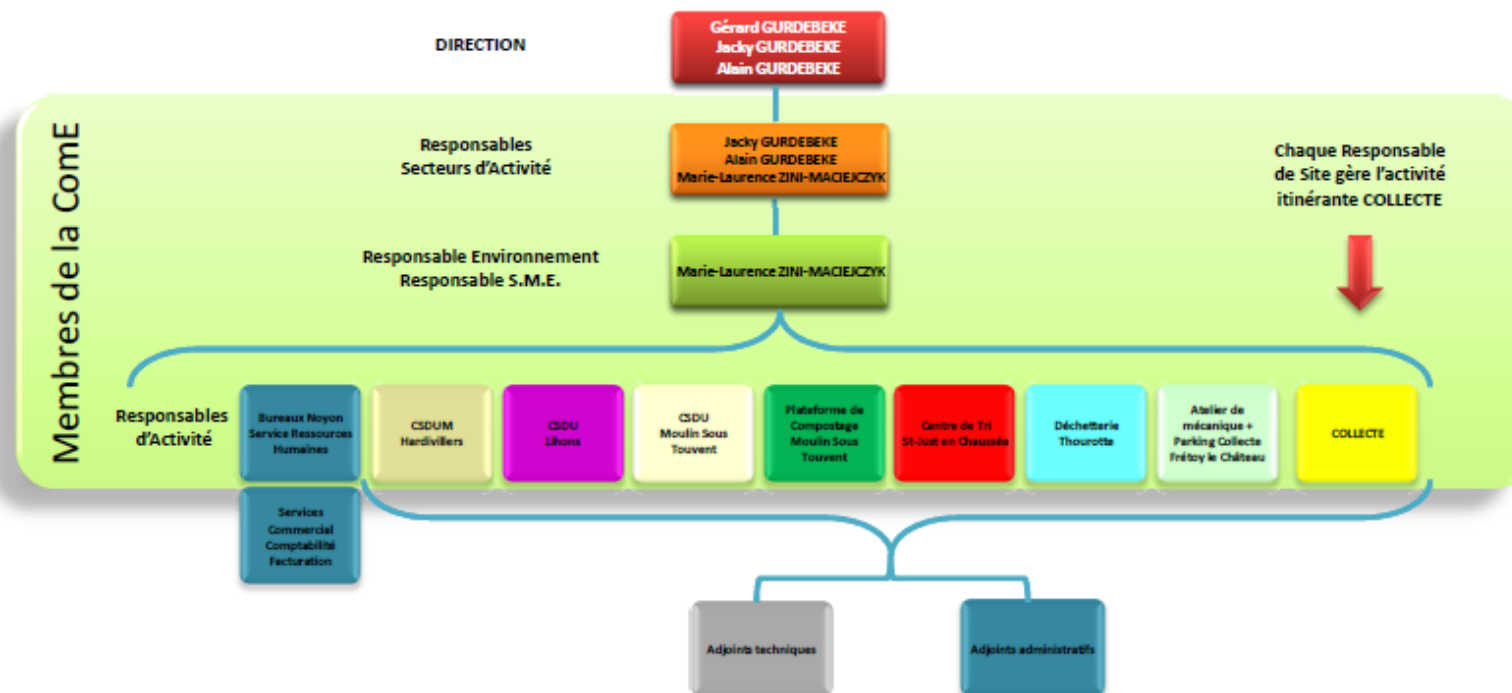 DIRECTION
Gérard GURDEBEKE
Jacky GURDEBEKE
Alain GURDEBEKE
Membres de la ComE
Responsables
Secteurs d'Activité
Jacky GURDEBEKE
Alain GURDEBEKE
Marie-Laurence ZINI-MACIEJCZYK
Chaque Responsable
de Site gère l'activité
itinérante COLLECTE
Responsable Environnement
Responsable S.M.E.
Marie-Laurence ZINI-MACIEJCZYK
Responsables
d'Activité
Bureaux Noyon
Service Ressources
Humaines
CSDUM
Hardivillers
CSDU
Lihons
CSDU
Moulin Sous
Touvent
Plateforme de
Compostage
Moulin Sous
Touvent
Centre de Tri
St-Just en Chaussée
Déchetterie
Thourotte
Atelier de
mécanique +
Parking Collecte
Frétoy le Château
COLLECTE
Services
Commercial
Comptabilité
Facturation
Adjoints techniques
Adjoints administratifs